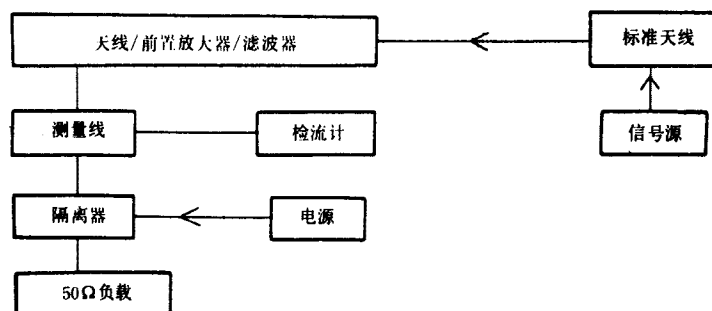 天线/前置放大器/滤波器
标准天线
测量线
检流计
信号源
隔离器
电源
50Ω负载